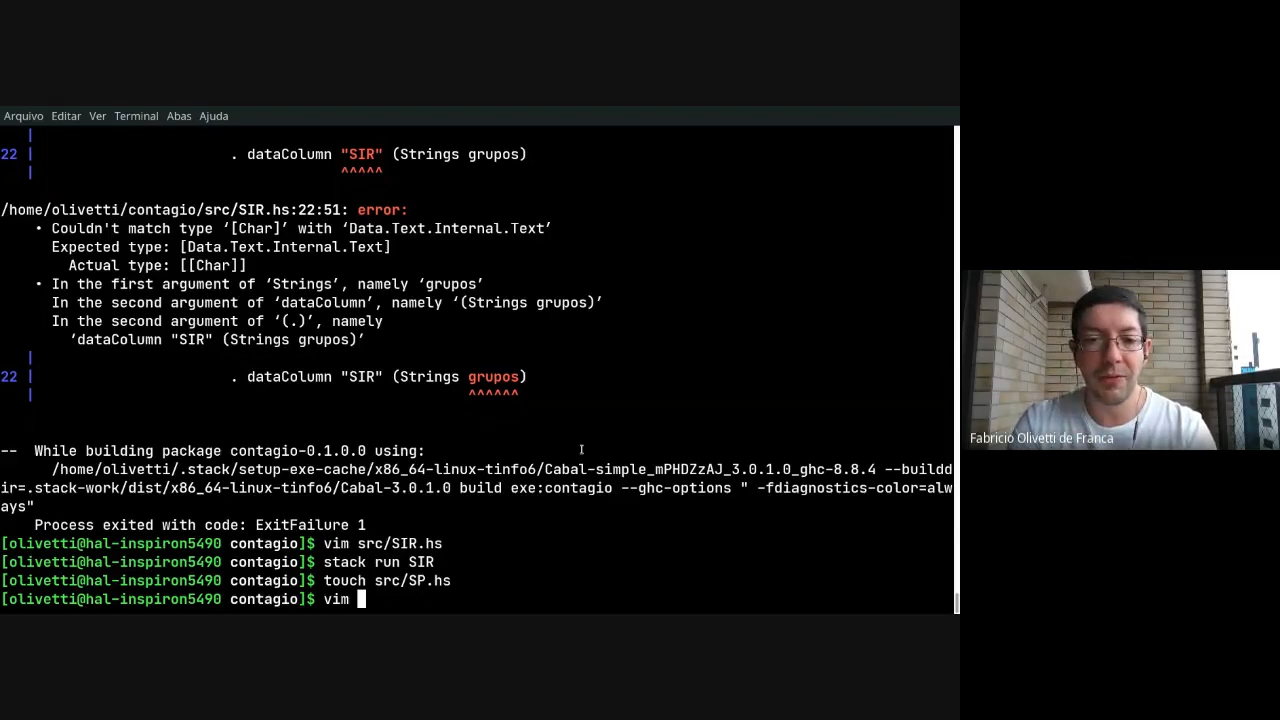 Arquivo Editar Ver Terminal Abas Ajuda
|
22 | . dataColumn "SIR" (Strings grupos)
| ^^^^^
/home/olivetti/contagio/src/SIR.hs:22:51: error:
• Couldn't match type ‘[Char]’ with ‘Data.Text.Internal.Text’
Expected type: [Data.Text.Internal.Text]
Actual type: [[Char]]
• In the first argument of ‘Strings’, namely ‘grupos’
In the second argument of ‘dataColumn’, namely ‘(Strings grupos)’
In the second argument of ‘(.)’, namely
‘dataColumn "SIR" (Strings grupos)’
|
22 | . dataColumn "SIR" (Strings grupos)
| ^^^^^^
-- While building package contagio-0.1.0.0 using:
/home/olivetti/.stack/setup-exe-cache/x86_64-linux-tinfo6/Cabal-simple_mPHDZzAJ_3.0.1.0_ghc-8.8.4 --buildd
ir=.stack-work/dist/x86_64-linux-tinfo6/Cabal-3.0.1.0 build exe:contagio --ghc-options " -fdiagnostics-color=alw
ays"
Process exited with code: ExitFailure 1
[olivetti@hal-inspiron5490 contagio]$ vim src/SIR.hs
[olivetti@hal-inspiron5490 contagio]$ stack run SIR
[olivetti@hal-inspiron5490 contagio]$ touch src/SP.hs
[olivetti@hal-inspiron5490 contagio]$ vim
Fabricio Olivetti de Franca